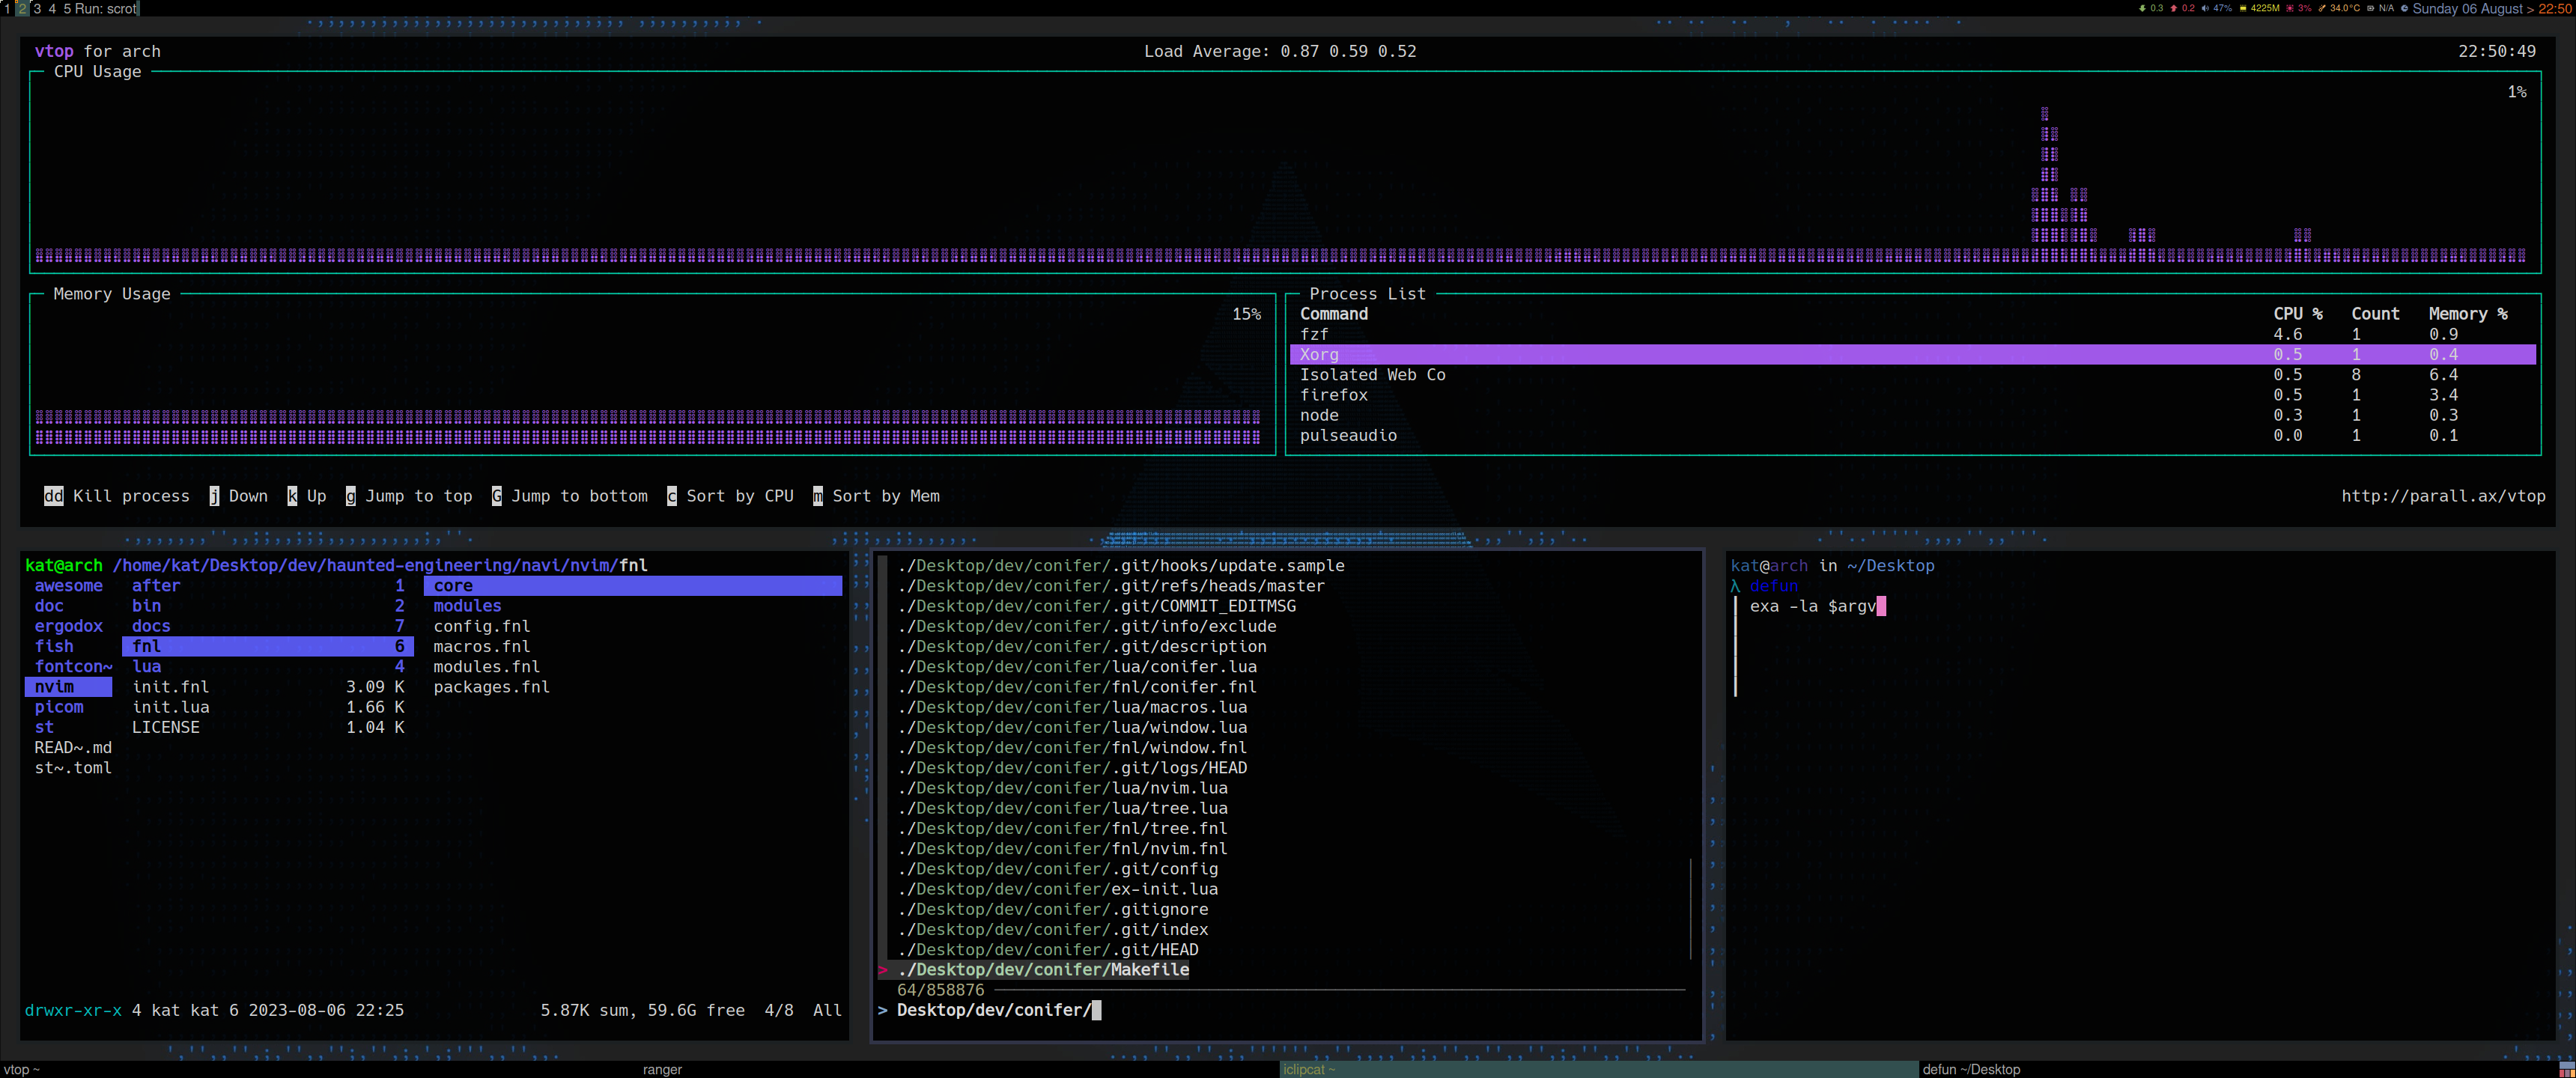 1 2 3 4 5 Run: scrot
0.3 0.2 47% 4225M 3% 34.0°C N/A Sunday 06 August > 22:50
vtop for arch Load Average: 0.87 0.59 0.52 22:50:49
CPU Usage
1%
Memory Usage
15%
Process List
Command CPU % Count Memory %
fzf 4.6 1 0.9
Xorg 0.5 1 0.4
Isolated Web Co 0.5 8 6.4
firefox 0.5 1 3.4
node 0.3 1 0.3
pulseaudio 0.0 1 0.1
dd Kill process j Down k Up g Jump to top G Jump to bottom c Sort by CPU m Sort by Mem http://parall.ax/vtop
kat@arch /home/kat/Desktop/dev/haunted-engineering/navi/nvim/fnl
awesome after 1 core
doc bin 2 modules
ergodox docs 7 config.fnl
fish fnl 6 macros.fnl
fontcon~ lua 4 modules.fnl
nvim init.fnl 3.09 K packages.fnl
picom init.lua 1.66 K
st LICENSE 1.04 K
READ~.md
st~.toml
drwxr-xr-x 4 kat kat 6 2023-08-06 22:25 5.87K sum, 59.6G free 4/8 All
./Desktop/dev/conifer/.git/hooks/update.sample
./Desktop/dev/conifer/.git/refs/heads/master
./Desktop/dev/conifer/.git/COMMIT_EDITMSG
./Desktop/dev/conifer/.git/info/exclude
./Desktop/dev/conifer/.git/description
./Desktop/dev/conifer/lua/conifer.lua
./Desktop/dev/conifer/fnl/conifer.fnl
./Desktop/dev/conifer/lua/macros.lua
./Desktop/dev/conifer/lua/window.lua
./Desktop/dev/conifer/fnl/window.fnl
./Desktop/dev/conifer/.git/logs/HEAD
./Desktop/dev/conifer/lua/nvim.lua
./Desktop/dev/conifer/lua/tree.lua
./Desktop/dev/conifer/fnl/tree.fnl
./Desktop/dev/conifer/fnl/nvim.fnl
./Desktop/dev/conifer/.git/config
./Desktop/dev/conifer/ex-init.lua
./Desktop/dev/conifer/.gitignore
./Desktop/dev/conifer/.git/index
./Desktop/dev/conifer/.git/HEAD
> ./Desktop/dev/conifer/Makefile
64/858876
> Desktop/dev/conifer/
kat@arch in ~/Desktop
λ defun
exa -la $argv
vtop ~ ranger iclipcat ~ defun ~/Desktop